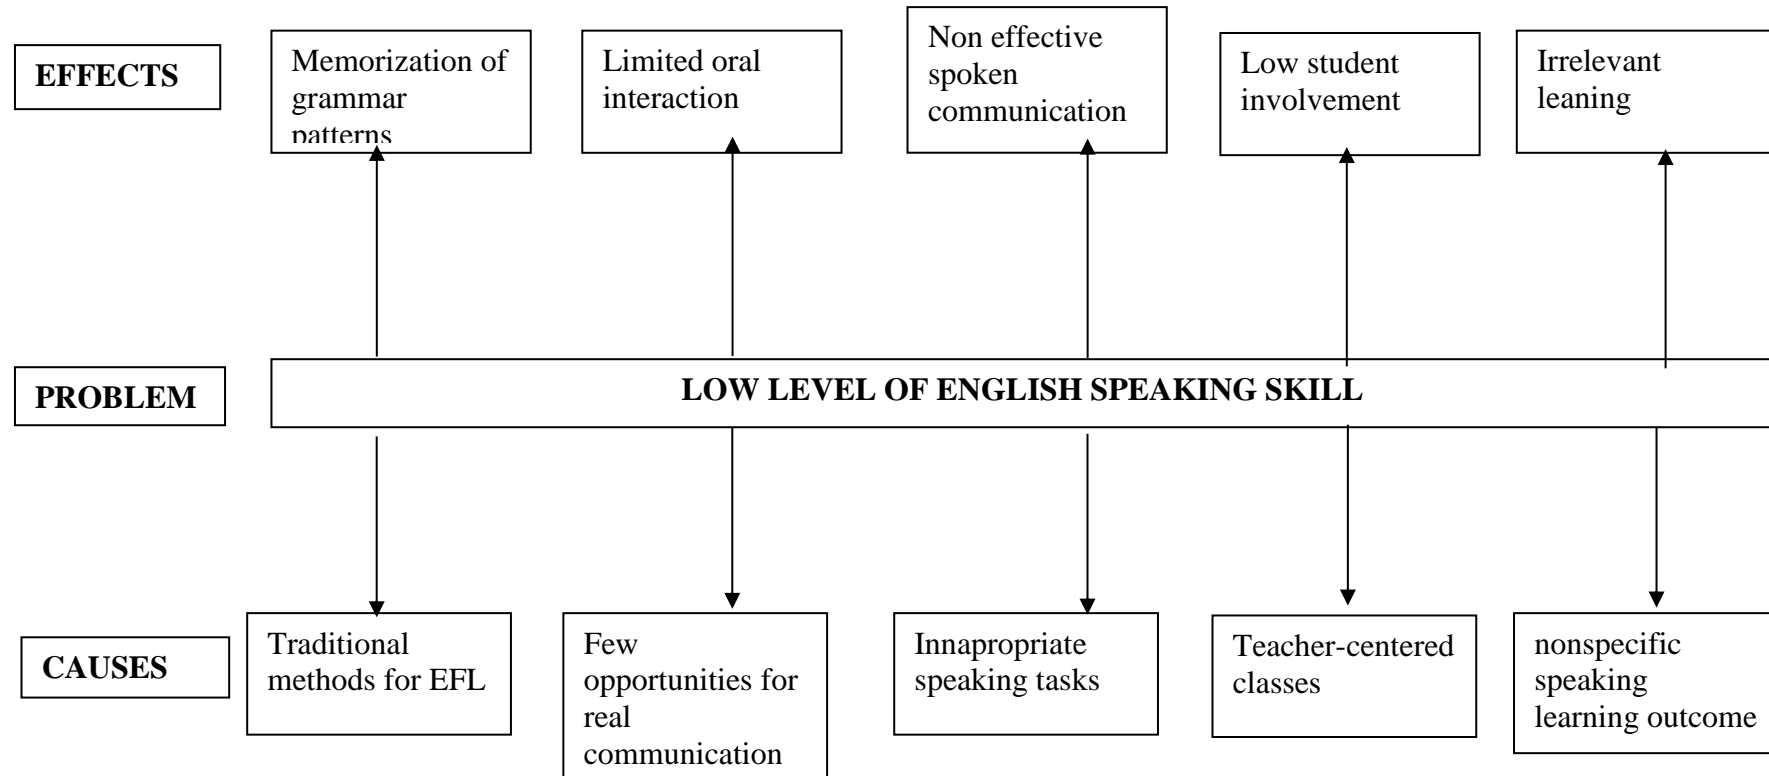 EFFECTS
Memorization of
grammar
patterns
Limited oral
interaction
Non effective
spoken
communication
Low student
involvement
Irrelevant
leaning
PROBLEM
LOW LEVEL OF ENGLISH SPEAKING SKILL
CAUSES
Traditional
methods for EFL
Few
opportunities for
real
communication
Innapropriate
speaking tasks
Teacher-centered
classes
nonspecific
speaking
learning outcome